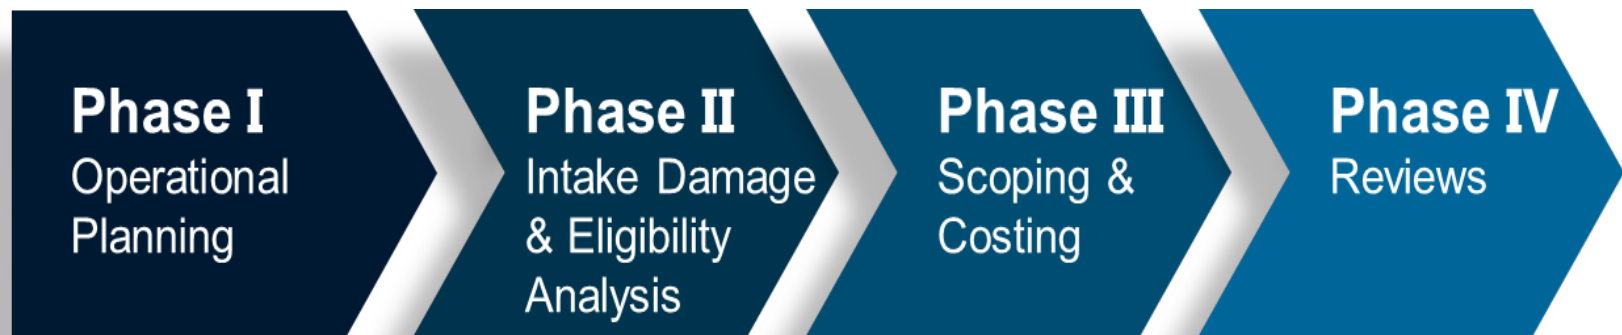 Phase I
Operational
Planning
Phase II
Intake Damage
& Eligibility
Analysis
Phase III
Scoping &
Costing
Phase IV
Reviews